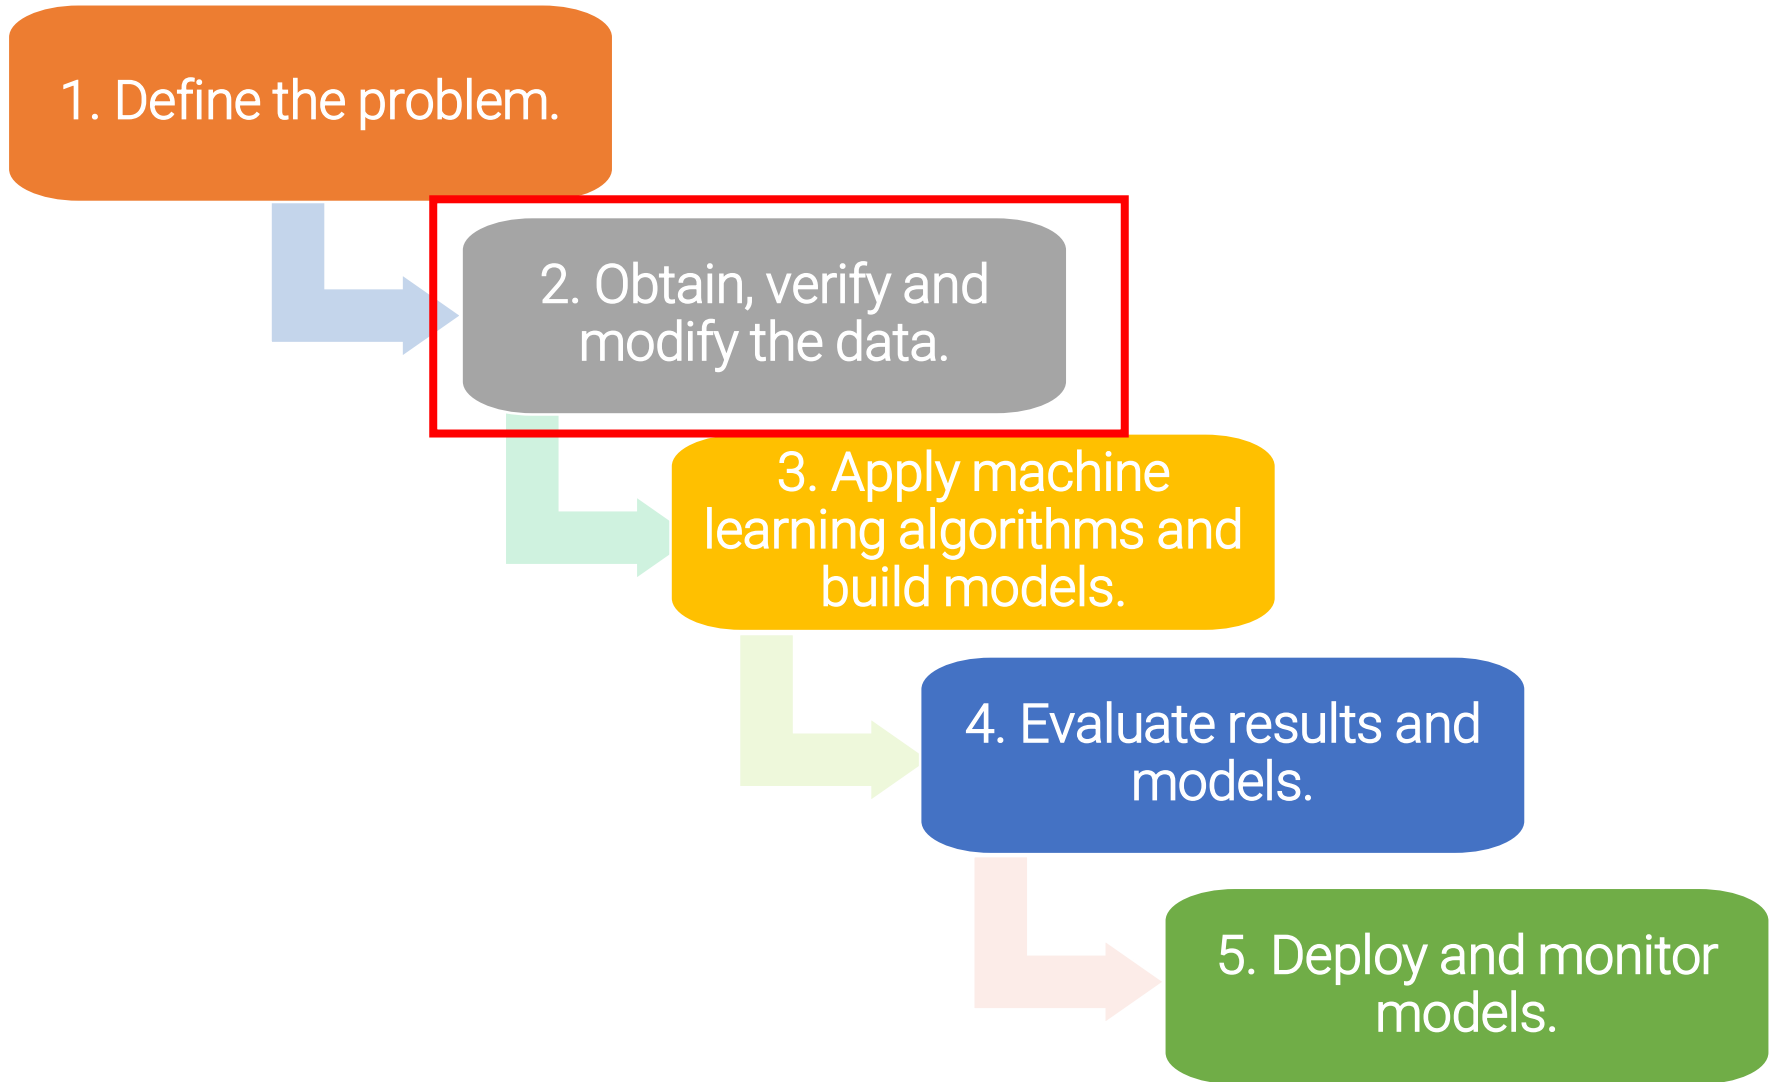 1. Define the problem.
2. Obtain, verify and
modify the data.
3. Apply machine
learning algorithms and
build models.
4. Evaluate results and
models.
5. Deploy and monitor
models.